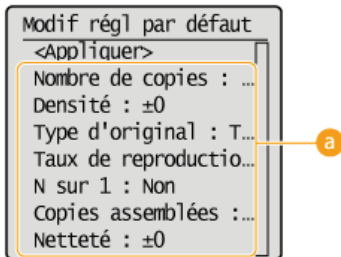 Modif régl par défaut
<Appliquer>
Nombre de copies : ...
Densité : ±0
Type d'original : T...
Taux de reproductio...
N sur 1 : Non
Copies assemblées :...
Netteté : ±0
a